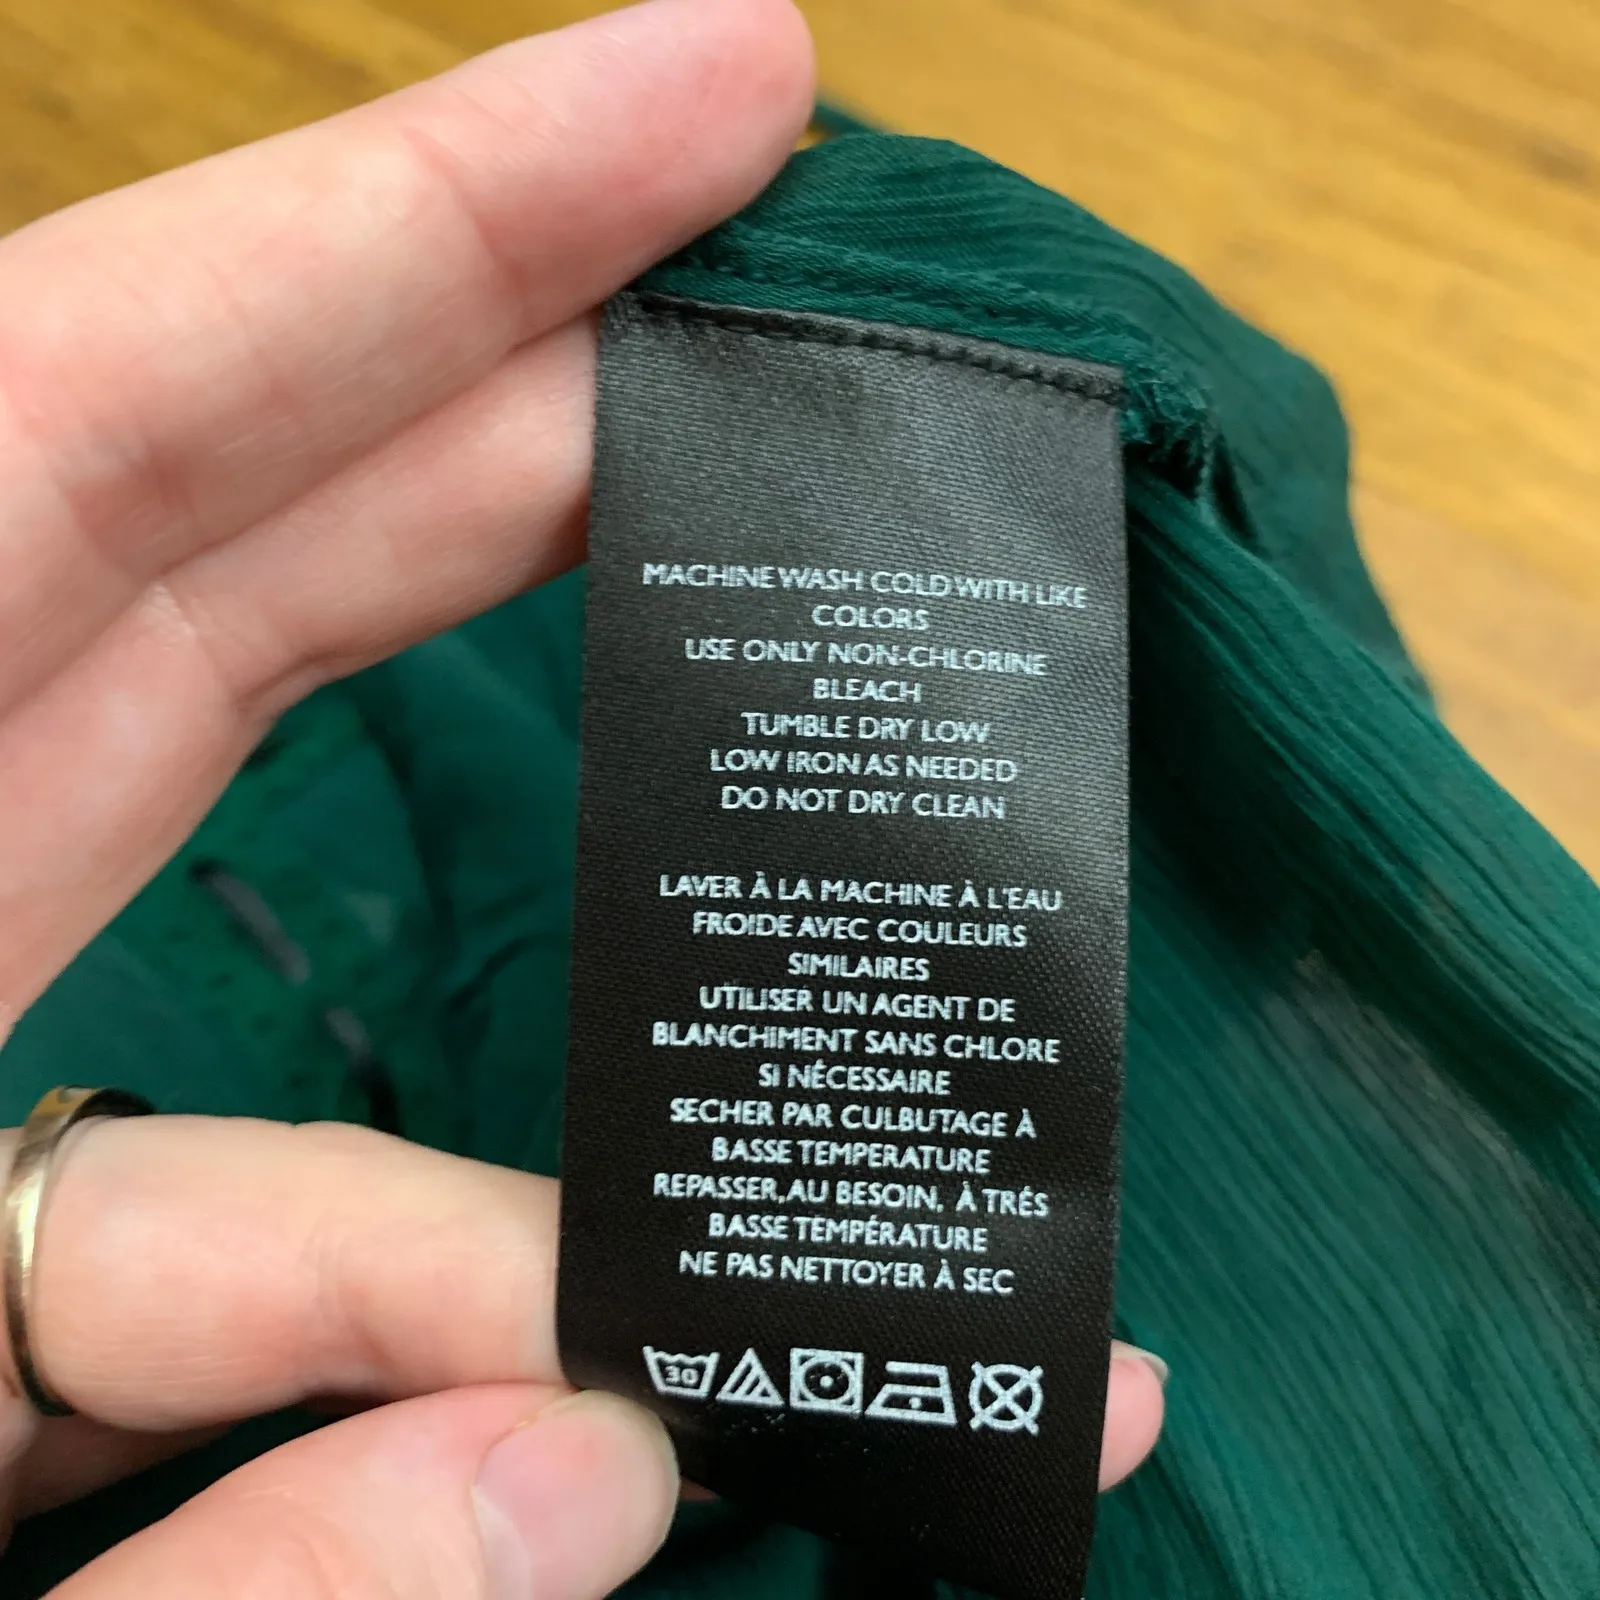 MACHINE WASH COLD WITH LIKE
COLORS
USE ONLY NON-CHLORINE
BLEACH
TUMBLE DRY LOW
LOW IRON AS NEEDED
DO NOT DRY CLEAN
LAVER À LA MACHINE À L'EAU
FROIDE AVEC COULEURS
SIMILAIRES
UTILISER UN AGENT DE
BLANCHIMENT SANS CHLORE
SI NÉCESSAIRE
SECHER PAR CULBUTAGE À
BASSE TEMPERATURE
REPASSER, AU BESOIN, À TRÉS
BASSE TEMPÉRATURE
NE PAS NETTOYER À SEC
30